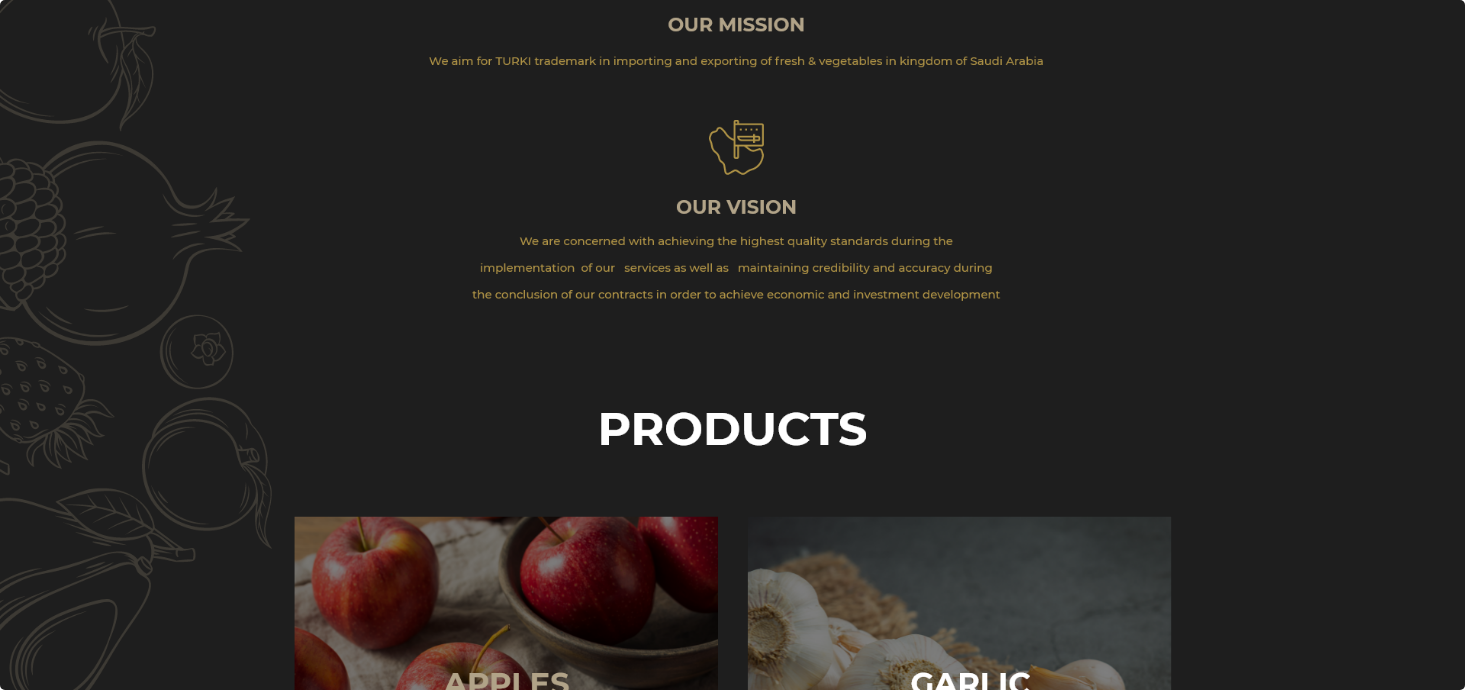 OUR MISSION
We aim for TURKI trademark in importing and exporting of fresh & vegetables in kingdom of Saudi Arabia
OUR VISION
We are concerned with achieving the highest quality standards during the
implementation of our services as well as maintaining credibility and accuracy during
the conclusion of our contracts in order to achieve economic and investment development
PRODUCTS
APPLES
GARLIC